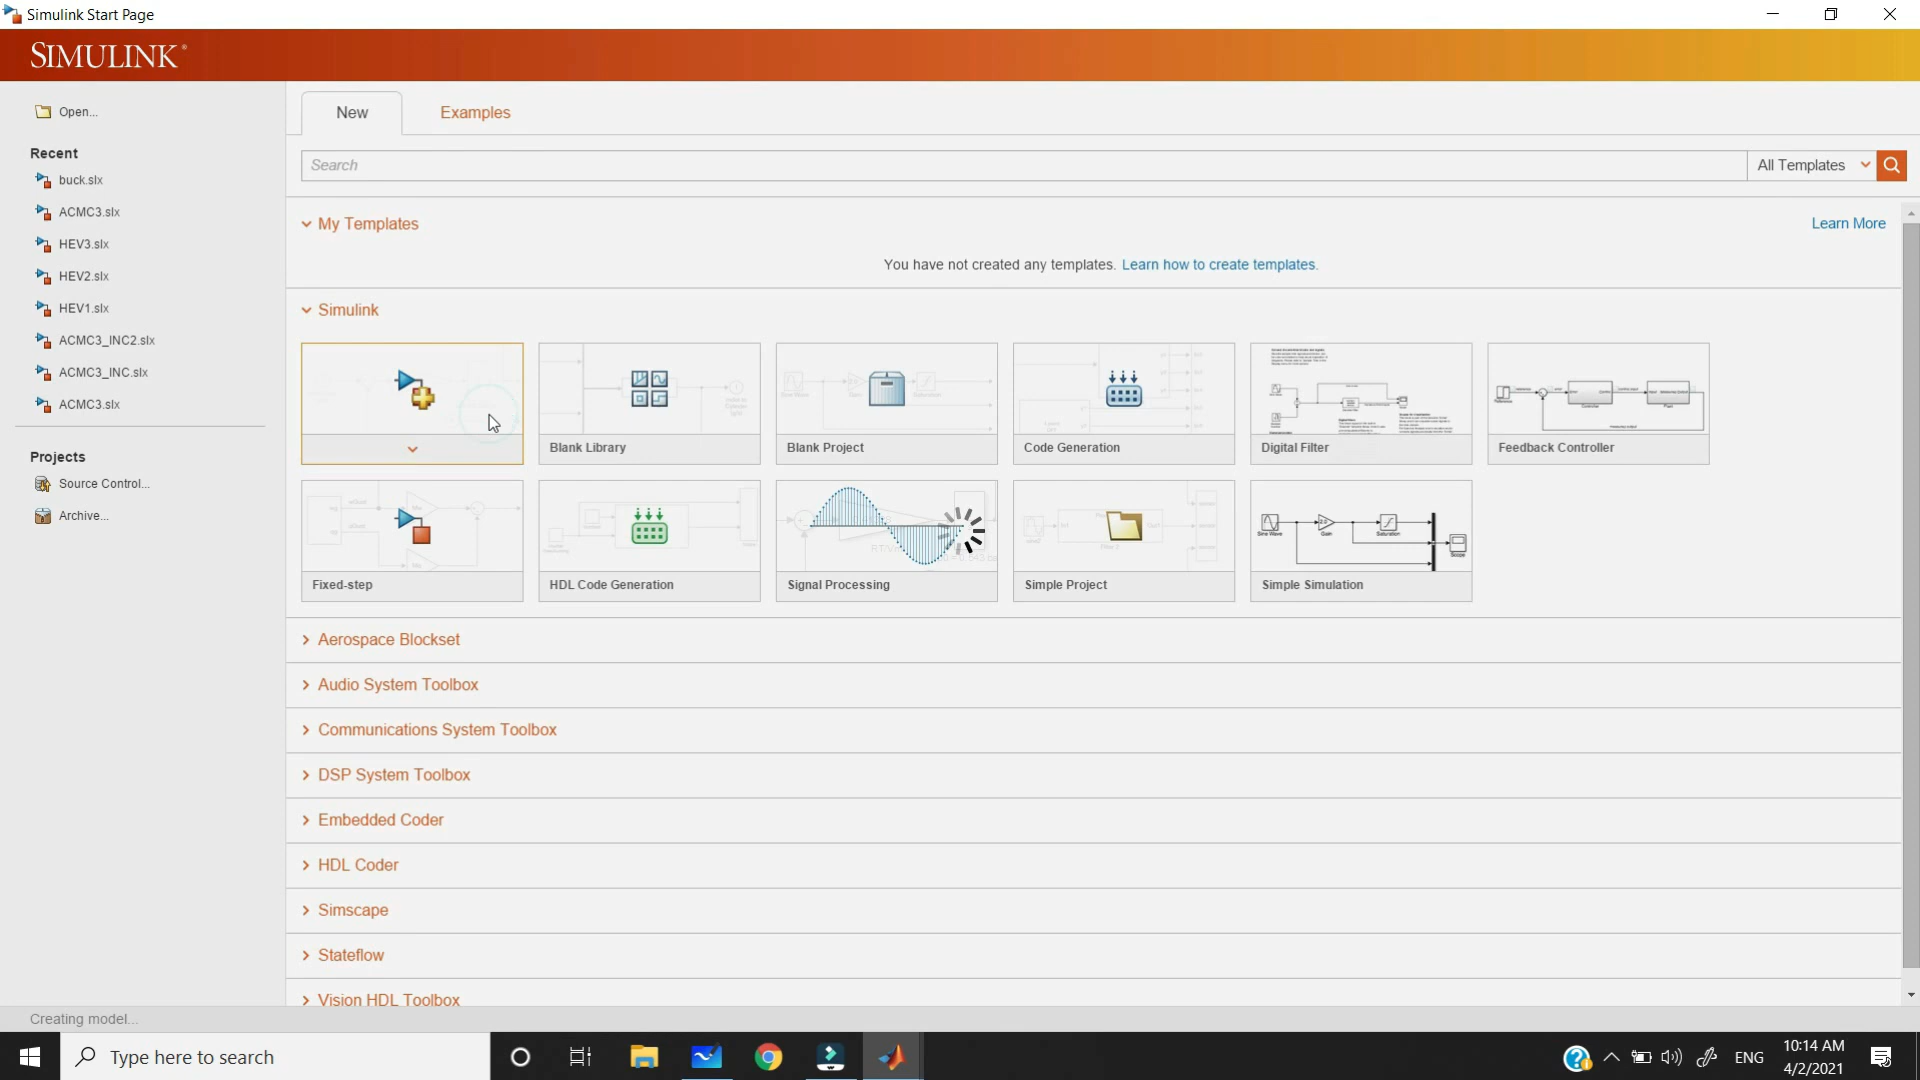 Simulink Start Page
SIMULINK®
Open...
Recent
buck.slx
ACMC3.slx
HEV3.slx
HEV2.slx
HEV1.slx
ACMC3_INC2.slx
ACMC3_INC.slx
ACMC3.slx
Projects
Source Control...
Archive...
New
Examples
Search
All Templates
My Templates
Learn More
You have not created any templates. Learn how to create templates.
Simulink
Blank Library
Blank Project
Code Generation
Digital Filter
Feedback Controller
Sine Wave
Gain
Saturation
Scope
Fixed-step
HDL Code Generation
Signal Processing
Simple Project
Simple Simulation
Aerospace Blockset
Audio System Toolbox
Communications System Toolbox
DSP System Toolbox
Embedded Coder
HDL Coder
Simscape
Stateflow
Vision HDL Toolbox
Creating model...
Type here to search
ENG
10:14 AM
4/2/2021